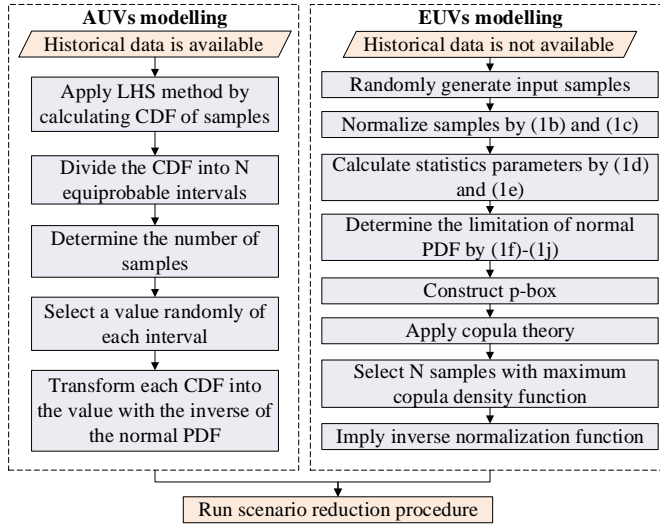 AUVs modelling
Historical data is available
Apply LHS method by
calculating CDF of samples
Divide the CDF into N
equiprobable intervals
Determine the number of
samples
Select a value randomly of
each interval
Transform each CDF into
the value with the inverse of
the normal PDF
EUVs modelling
Historical data is not available
Randomly generate input samples
Normalize samples by (1b) and (1c)
Calculate statistics parameters by (1d)
and (1e)
Determine the limitation of normal
PDF by (1f)-(1j)
Construct p-box
Apply copula theory
Select N samples with maximum
copula density function
Imply inverse normalization function
Run scenario reduction procedure